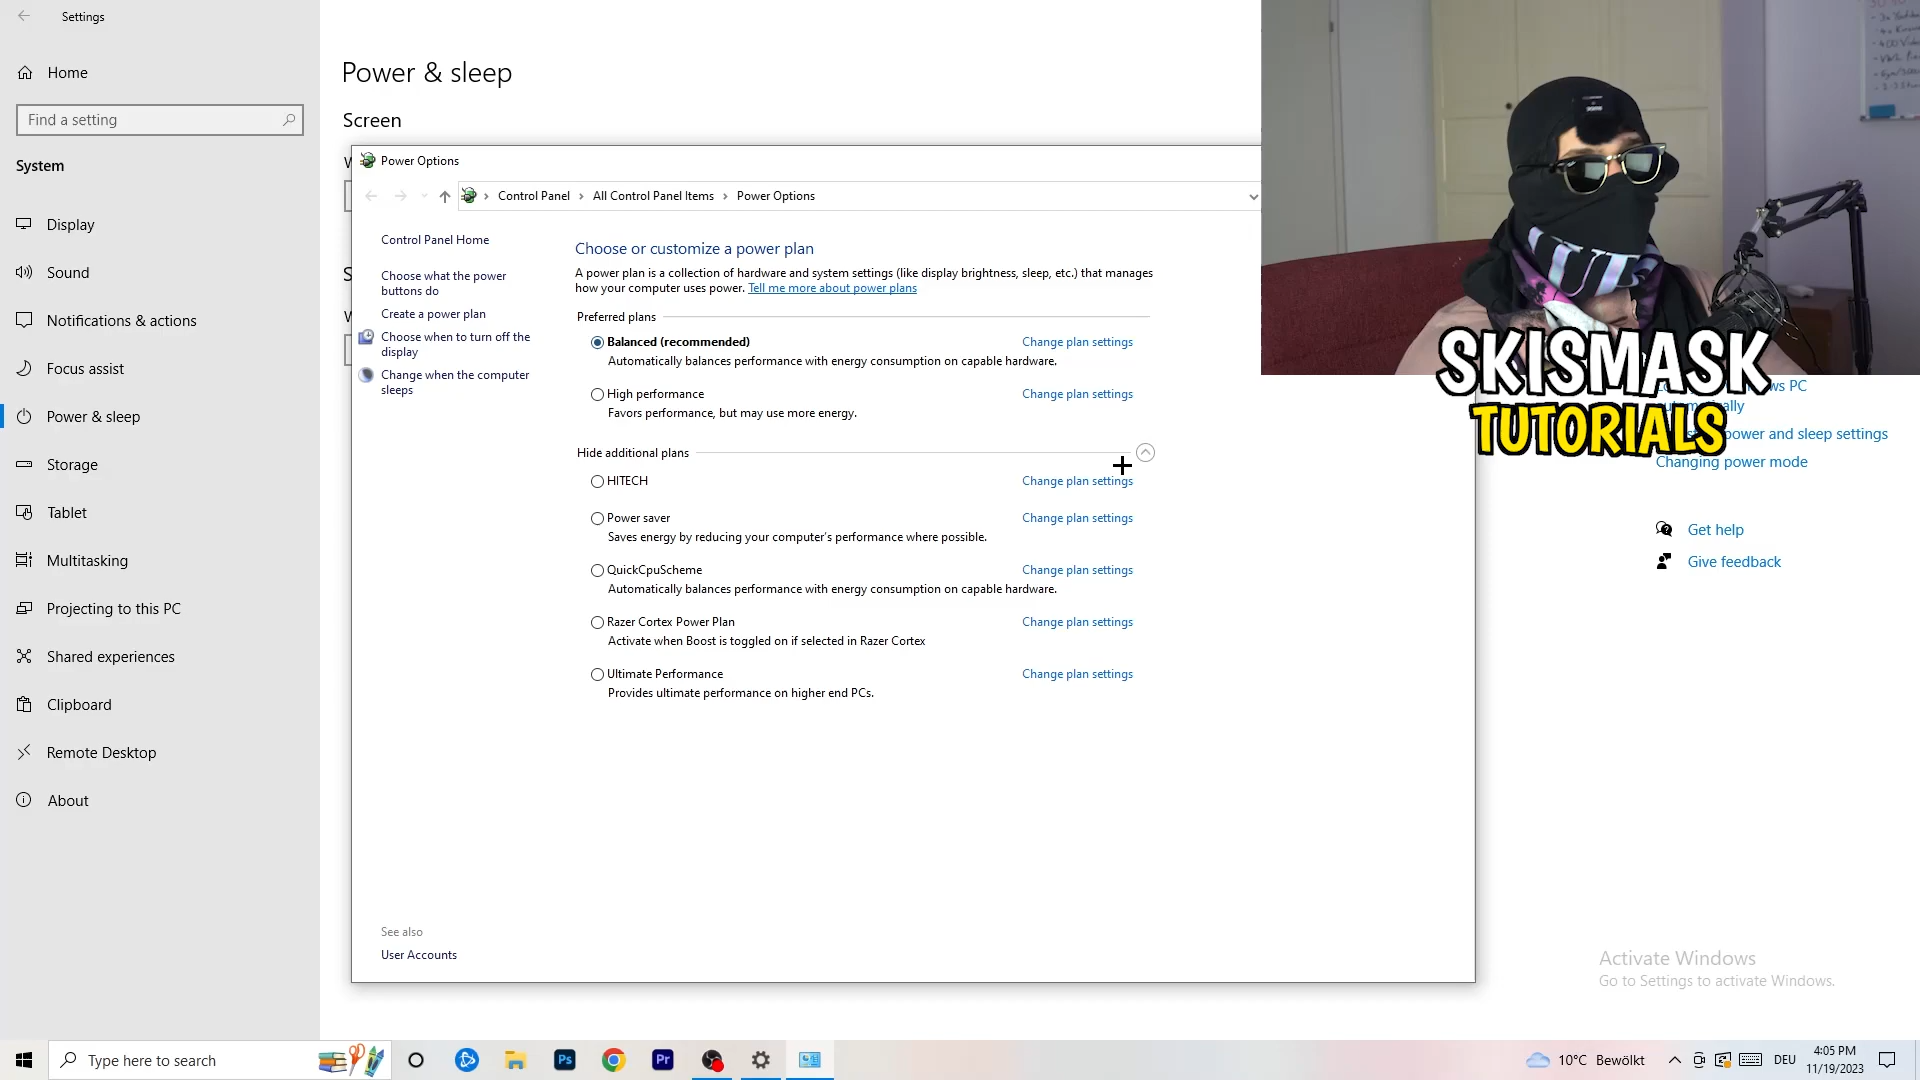 Settings
Home
Find a setting
System
Display
Sound
Notifications & actions
Focus assist
Power & sleep
Storage
Tablet
Multitasking
Projecting to this PC
Shared experiences
Clipboard
Remote Desktop
About
Power & sleep
Screen
Power Options
Control Panel
All Control Panel Items
Power Options
Control Panel Home
Choose what the power
buttons do
Create a power plan
Choose when to turn off the
display
Change when the computer
sleeps
See also
User Accounts
Choose or customize a power plan
A power plan is a collection of hardware and system settings (like display brightness, sleep, etc.) that manages
how your computer uses power. Tell me more about power plans
Preferred plans
Balanced (recommended) Change plan settings
Automatically balances performance with energy consumption on capable hardware.
High performance Change plan settings
Favors performance, but may use more energy.
Hide additional plans
HITECH Change plan settings
Power saver Change plan settings
Saves energy by reducing your computer's performance where possible.
QuickCpuScheme Change plan settings
Automatically balances performance with energy consumption on capable hardware.
Razer Cortex Power Plan Change plan settings
Activate when Boost is toggled on if selected in Razer Cortex
Ultimate Performance Change plan settings
Provides ultimate performance on higher end PCs.
SKISMASK
TUTORIALS
PC
power and sleep settings
Changing power mode
Get help
Give feedback
Activate Windows
Go to Settings to activate Windows.
Type here to search
Ps
Pr
10°C Bewölkt
DEU
4:05 PM
11/19/2023